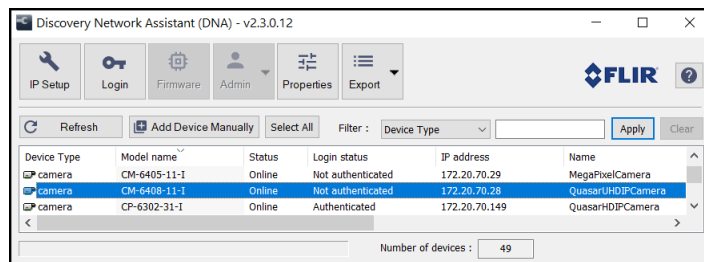 Discovery Network Assistant (DNA) - v2.3.0.12
IP Setup Login Firmware Admin Properties Export FLIR ?
Refresh Add Device Manually Select All Filter : Device Type Apply Clear
Device Type Model name Status Login status IP address Name
camera CM-6405-11-I Online Not authenticated 172.20.70.29 MegaPixelCamera
camera CM-6408-11-I Online Not authenticated 172.20.70.28 QuasarUHDIPCamera
camera CP-6302-31-I Online Authenticated 172.20.70.149 QuasarHDIPCamera
Number of devices : 49